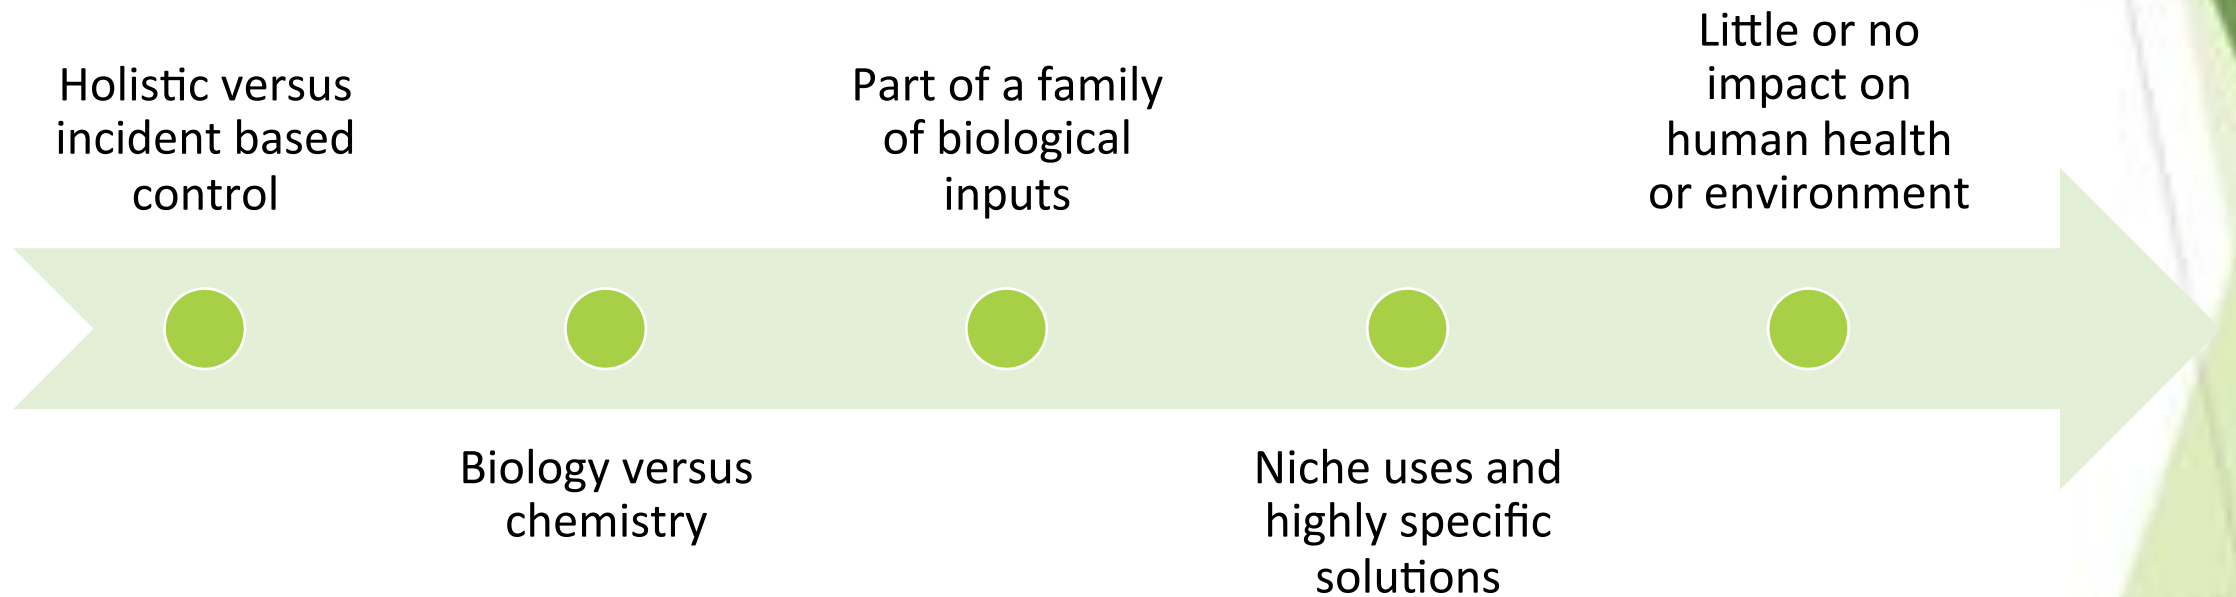 Holistic versus
incident based
control
Biology versus
chemistry
Part of a family
of biological
inputs
Niche uses and
highly specific
solutions
Little or no
impact on
human health
or environment